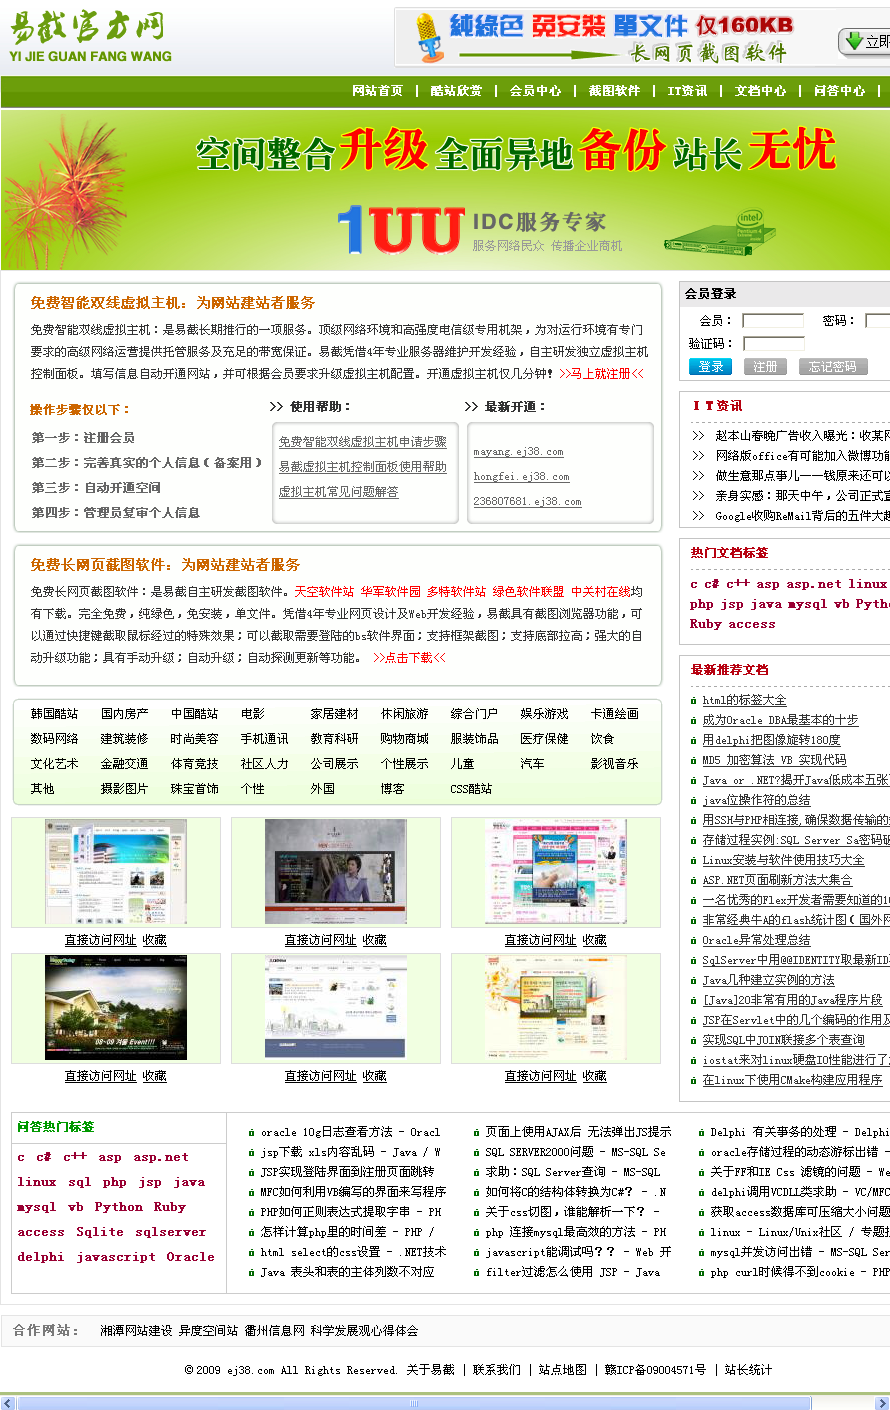 易截官方网
YI JIE GUAN FANG WANG
純綠色 免安裝 單文件 仅160KB
长网页截图软件
立即
网站首页 | 酷站欣赏 | 会员中心 | 截图软件 | IT资讯 | 文档中心 | 问答中心 |
空间整合升级 全面异地备份 站长无忧
1UU IDC服务专家
服务网络民众 传播企业商机
intel
免费智能双线虚拟主机：为网站建站者服务
免费智能双线虚拟主机：是易截长期推行的一项服务。顶级网络环境和高强度电信级专用机架，为对运行环境有专门
要求的高级网络运营提供托管服务及充足的带宽保证。易截凭借4年专业服务器维护开发经验，自主研发独立虚拟主机
控制面板。填写信息自动开通网站，并可根据会员要求升级虚拟主机配置。开通虚拟主机仅几分钟！>>马上就注册<<
操作步骤仅以下：
第一步：注册会员
第二步：完善真实的个人信息（备案用）
第三步：自动开通空间
第四步：管理员复审个人信息
>> 使用帮助：
免费智能双线虚拟主机申请步骤
易截虚拟主机控制面板使用帮助
虚拟主机常见问题解答
>> 最新开通：
mayang.ej38.com
hongfei.ej38.com
236807681.ej38.com
会员登录
会员： 密码：
验证码：
登录 注册 忘记密码
ＩＴ资讯
>> 赵本山春晚广告收入曝光：收某网
>> 网络版office有可能加入微博功能
>> 做生意那点事儿一一钱原来还可以
>> 亲身实感：那天中午，公司正式宣
>> Google收购ReMail背后的五件大趣
热门文档标签
c c# c++ asp asp.net linux
php jsp java mysql vb Pytho
Ruby access
免费长网页截图软件：为网站建站者服务
免费长网页截图软件：是易截自主研发截图软件。天空软件站 华军软件园 多特软件站 绿色软件联盟 中关村在线均
有下载。完全免费，纯绿色，免安装，单文件。凭借4年专业网页设计及Web开发经验，易截具有截图浏览器功能，可
以通过快捷键截取鼠标经过的特殊效果；可以截取需要登陆的bs软件界面；支持框架截图；支持底部拉高；强大的自
动升级功能；具有手动升级；自动升级；自动探测更新等功能。 >>点击下载<<
最新推荐文档
html的标签大全
成为Oracle DBA最基本的十步
用delphi把图像旋转180度
MD5 加密算法 VB 实现代码
Java or .NET?揭开Java低成本五张
java位操作符的总结
用SSH与PHP相连接,确保数据传输的
存储过程实例:SQL Server Sa密码破
Linux安装与软件使用技巧大全
ASP.NET页面刷新方法大集合
一名优秀的Flex开发者需要知道的10
非常经典牛A的flash统计图（国外网
Oracle异常处理总结
SqlServer中用@@IDENTITY取最新ID
Java几种建立实例的方法
[Java]20非常有用的Java程序片段
JSP在Servlet中的几个编码的作用及
实现SQL中JOIN联接多个表查询
iostat来对linux硬盘IO性能进行了
在linux下使用CMake构建应用程序
韩国酷站 国内房产 中国酷站 电影 家居建材 休闲旅游 综合门户 娱乐游戏 卡通绘画
数码网络 建筑装修 时尚美容 手机通讯 教育科研 购物商城 服装饰品 医疗保健 饮食
文化艺术 金融交通 体育竞技 社区人力 公司展示 个性展示 儿童 汽车 影视音乐
其他 摄影图片 珠宝首饰 个性 外国 博客 CSS酷站
直接访问网址 收藏 直接访问网址 收藏 直接访问网址 收藏
08-09 겨울 Event!!!
直接访问网址 收藏 直接访问网址 收藏 直接访问网址 收藏
问答热门标签
c c# c++ asp asp.net
linux sql php jsp java
mysql vb Python Ruby
access Sqlite sqlserver
delphi javascript Oracle
oracle 10g日志查看方法 - Oracl
jsp下载 xls内容乱码 - Java / W
JSP实现登陆界面到注册页面跳转
MFC如何利用VB编写的界面来写程序
PHP如何正则表达式提取字串 - PH
怎样计算php里的时间差 - PHP /
html select的css设置 - .NET技术
Java 表头和表的主体列数不对应
页面上使用AJAX后 无法弹出JS提示
SQL SERVER2000问题 - MS-SQL Se
求助：SQL Server查询 - MS-SQL
如何将C的结构体转换为C#？ - .N
关于css切图，谁能解析一下？ -
php 连接mysql最高效的方法 - PH
javascript能调试吗？？ - Web 开
filter过滤怎么使用 JSP - Java
Delphi 有关事务的处理 - Delphi
oracle存储过程的动态游标出错 -
关于FF和IE Css 滤镜的问题 - We
delphi调用VCDLL类求助 - VC/MFC
获取access数据库可压缩大小问题
linux - Linux/Unix社区 / 专题技
mysql并发访问出错 - MS-SQL Ser
php curl时候得不到cookie - PHP
合作网站： 湘潭网站建设 异度空间站 衢州信息网 科学发展观心得体会
© 2009 ej38.com All Rights Reserved. 关于易截 | 联系我们 | 站点地图 | 赣ICP备09004571号 | 站长统计